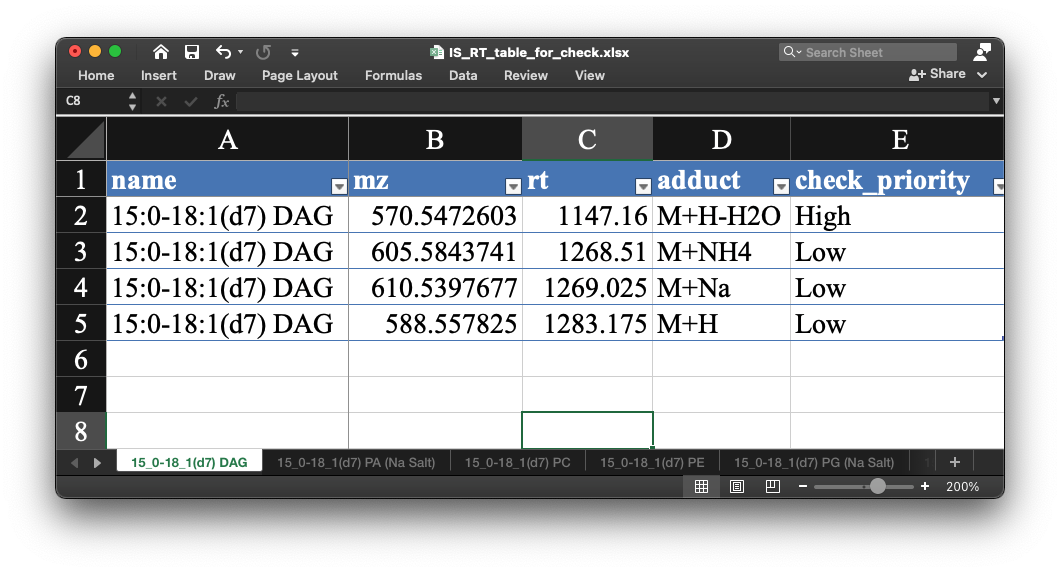 IS_RT_table_for_check.xlsx
Search Sheet
Home Insert Draw Page Layout Formulas Data Review View Share
C8 fx
A B C D E
1 name mz rt adduct check_priority
2 15:0-18:1(d7) DAG 570.5472603 1147.16 M+H-H2O High
3 15:0-18:1(d7) DAG 605.5843741 1268.51 M+NH4 Low
4 15:0-18:1(d7) DAG 610.5397677 1269.025 M+Na Low
5 15:0-18:1(d7) DAG 588.557825 1283.175 M+H Low
6
7
8
15_0-18_1(d7) DAG 15_0-18_1(d7) PA (Na Salt) 15_0-18_1(d7) PC 15_0-18_1(d7) PE 15_0-18_1(d7) PG (Na Salt) +
200%